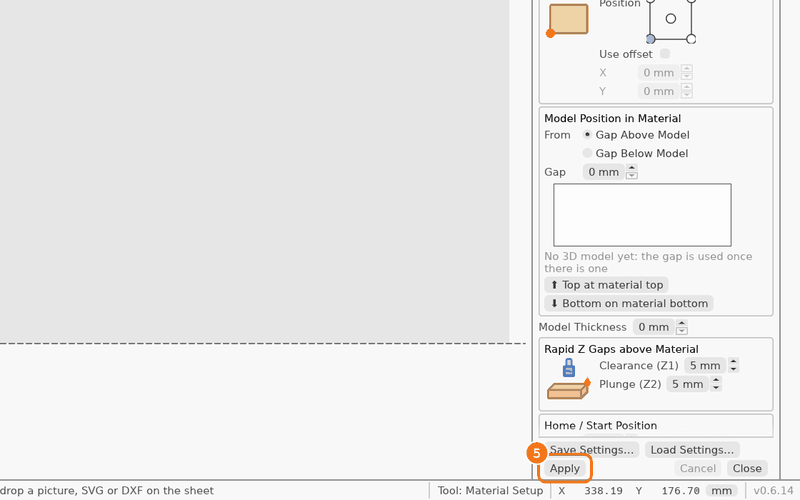 Position
Use offset
X 0 mm
Y 0 mm
Model Position in Material
From Gap Above Model
Gap Below Model
Gap 0 mm
No 3D model yet: the gap is used once
there is one
⬆ Top at material top
⬇ Bottom on material bottom
Model Thickness 0 mm
Rapid Z Gaps above Material
Clearance (Z1) 5 mm
Plunge (Z2) 5 mm
Home / Start Position
Save Settings... Load Settings...
5
Apply Cancel Close
drop a picture, SVG or DXF on the sheet Tool: Material Setup X 338.19 Y 176.70 mm v0.6.14